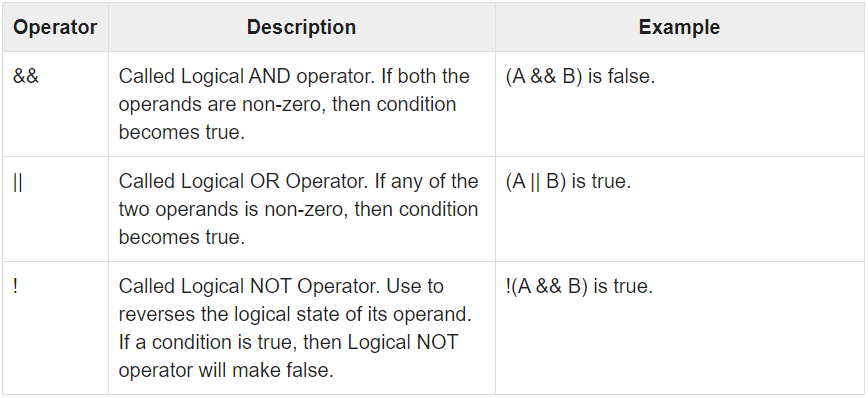 Operator Description Example
&& Called Logical AND operator. If both the (A && B) is false.
operands are non-zero, then condition
becomes true.
|| Called Logical OR Operator. If any of the (A || B) is true.
two operands is non-zero, then condition
becomes true.
! Called Logical NOT Operator. Use to !(A && B) is true.
reverses the logical state of its operand.
If a condition is true, then Logical NOT
operator will make false.